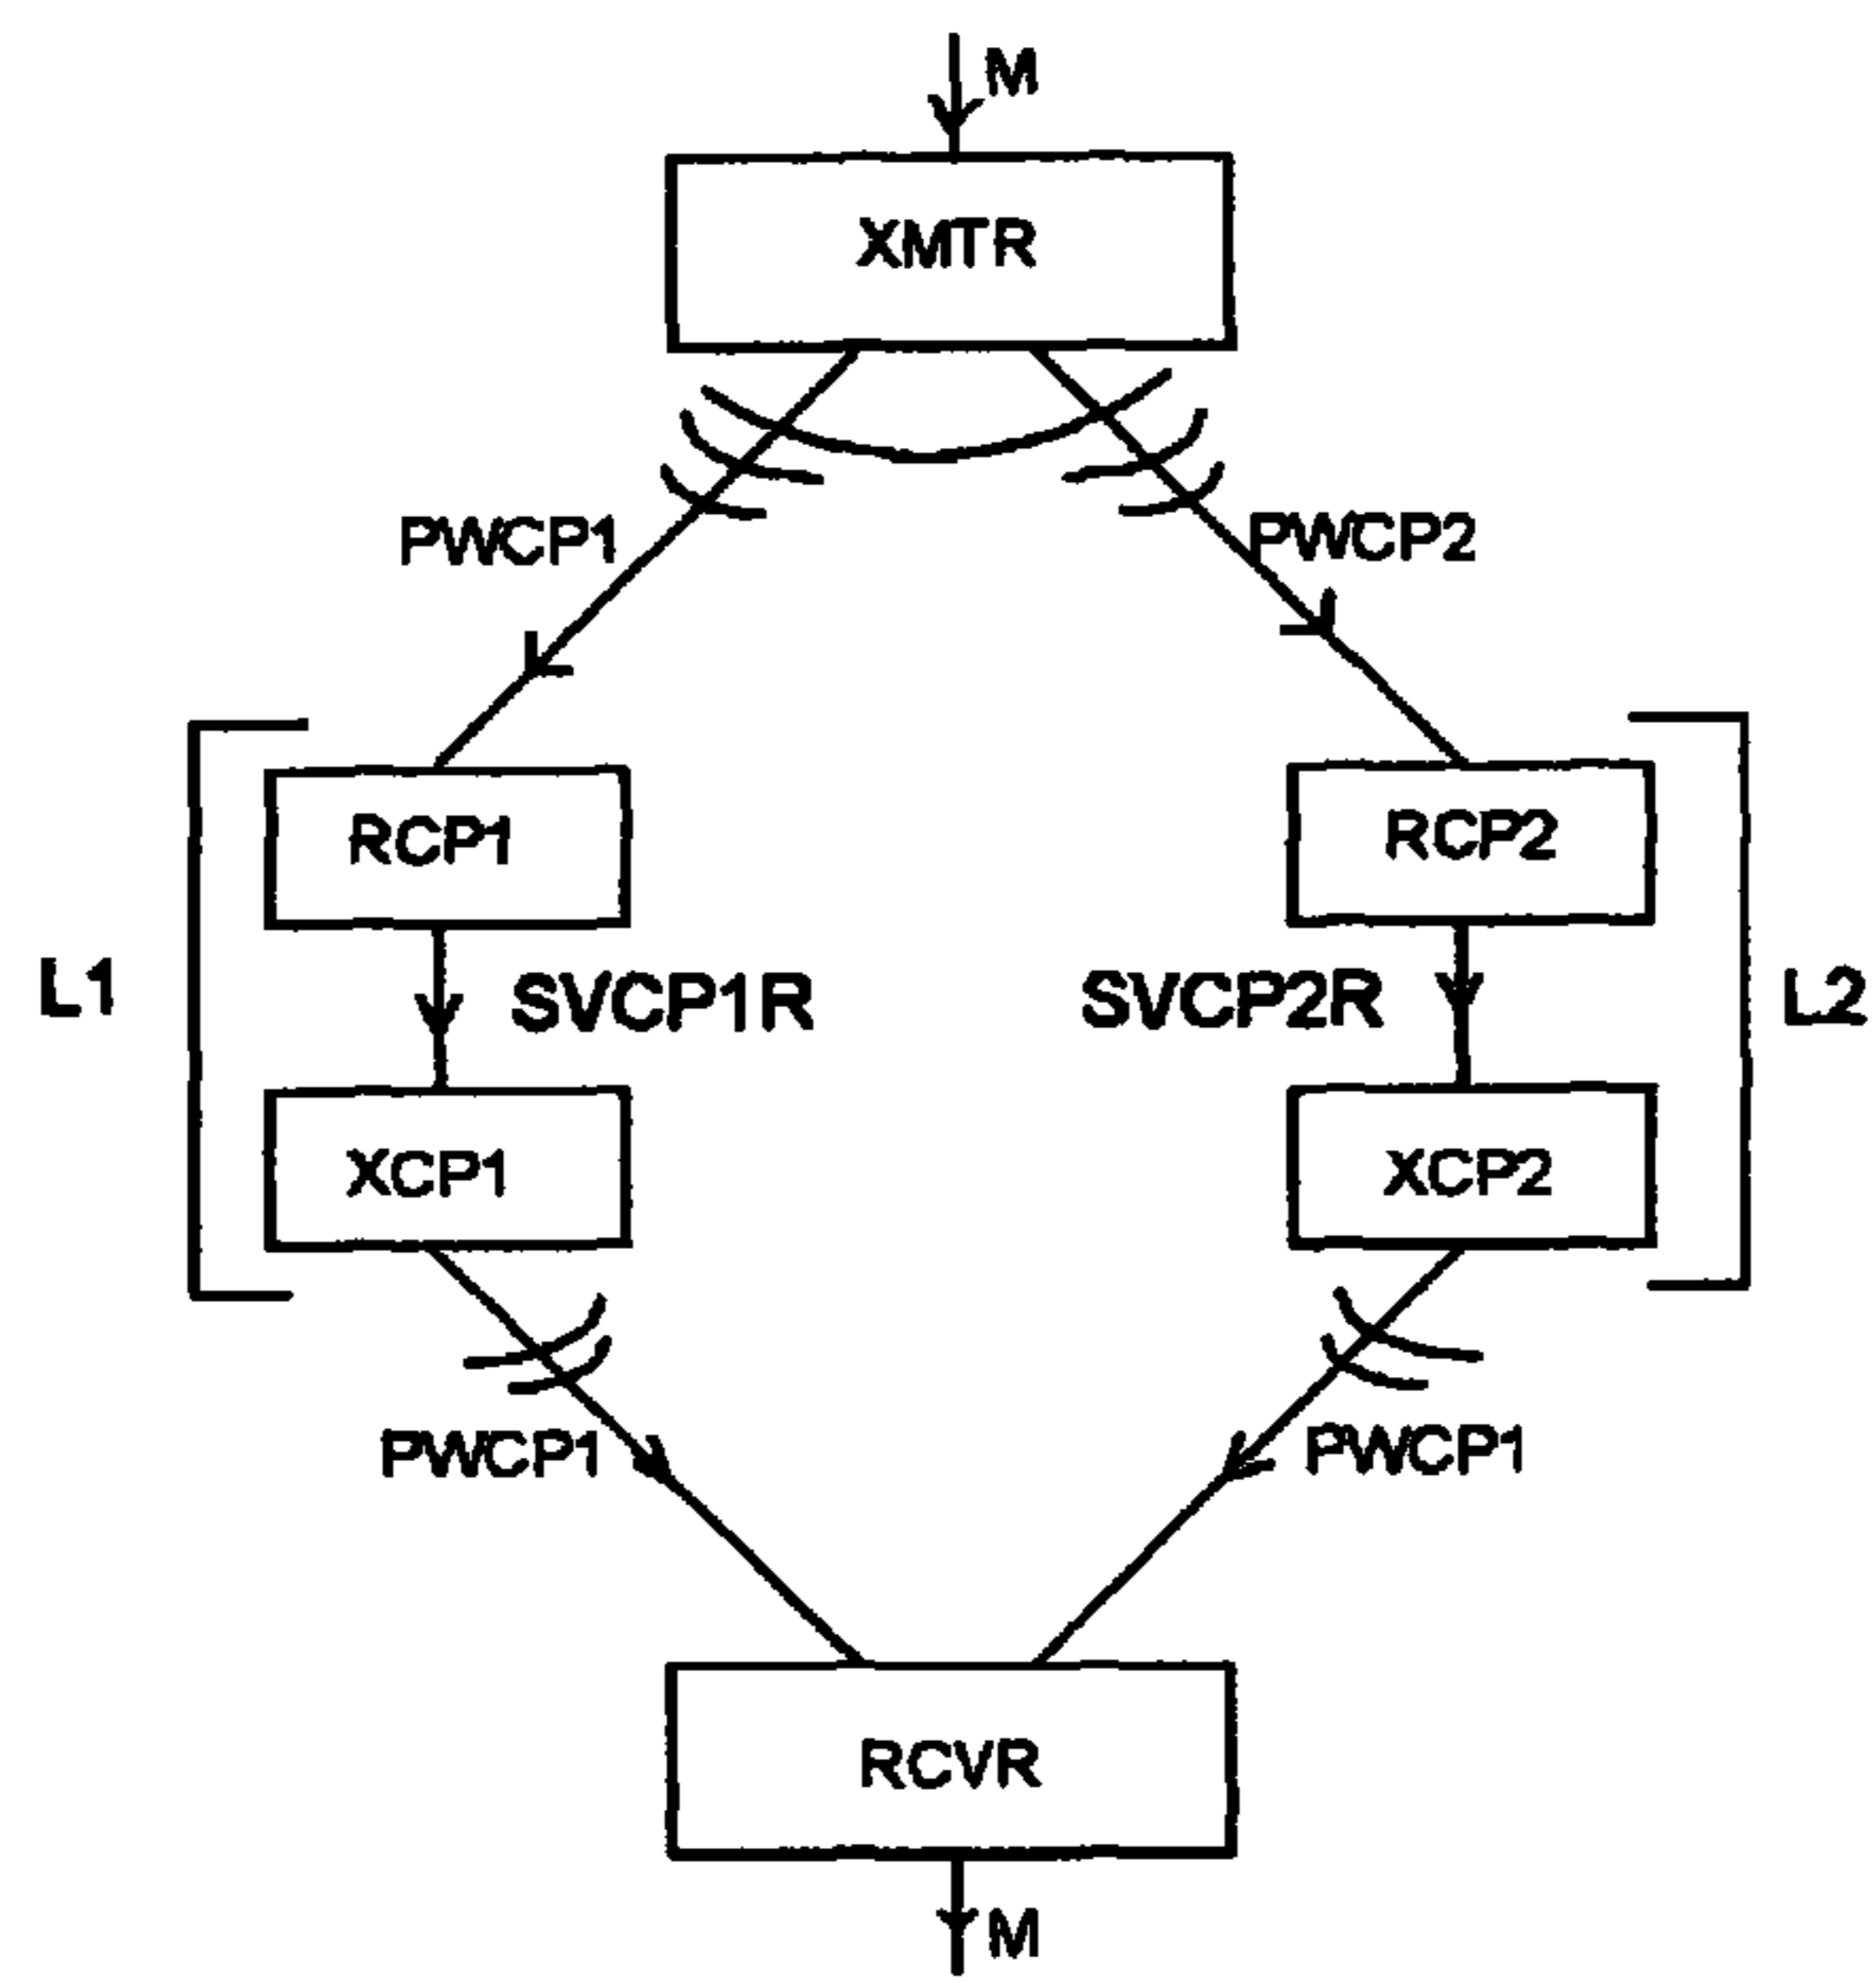 M
XMTR
PWCP1
PWCP2
RCP1
RCP2
L1
SVCP1R
SVCP2R
L2
XCP1
XCP2
PWCP1
PWCP1
RCVR
M